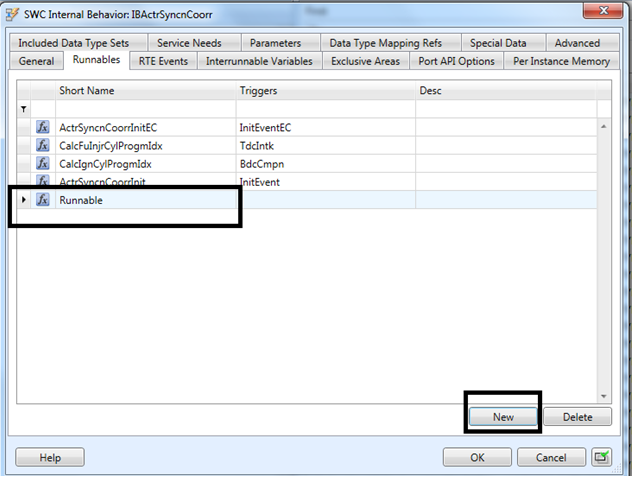 SWC Internal Behavior: IBActrSyncnCoorr
Included Data Type Sets Service Needs Parameters Data Type Mapping Refs Special Data Advanced
General Runnables RTE Events Interrunnable Variables Exclusive Areas Port API Options Per Instance Memory
Short Name Triggers Desc
ActrSyncnCoorrInitEC InitEventEC
CalcFuInjrCylProgmIdx TdcIntk
CalcIgnCylProgmIdx BdcCmpn
ActrSyncnCoorrInit InitEvent
Runnable
New Delete
Help OK Cancel